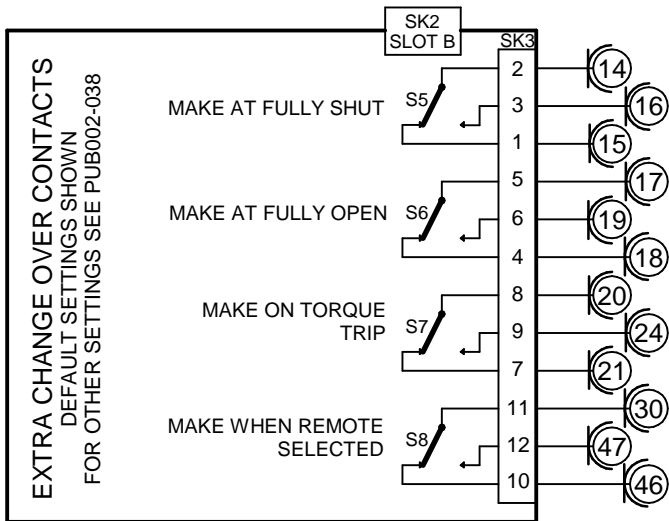 SK2
SLOT B
EXTRA CHANGE OVER CONTACTS
DEFAULT SETTINGS SHOWN
FOR OTHER SETTINGS SEE PUB002-038
SK3
MAKE AT FULLY SHUT
S5
2
14
3
16
1
15
MAKE AT FULLY OPEN
S6
5
17
6
19
4
18
MAKE ON TORQUE
TRIP
S7
8
20
9
24
7
21
MAKE WHEN REMOTE
SELECTED
S8
11
30
12
47
10
46